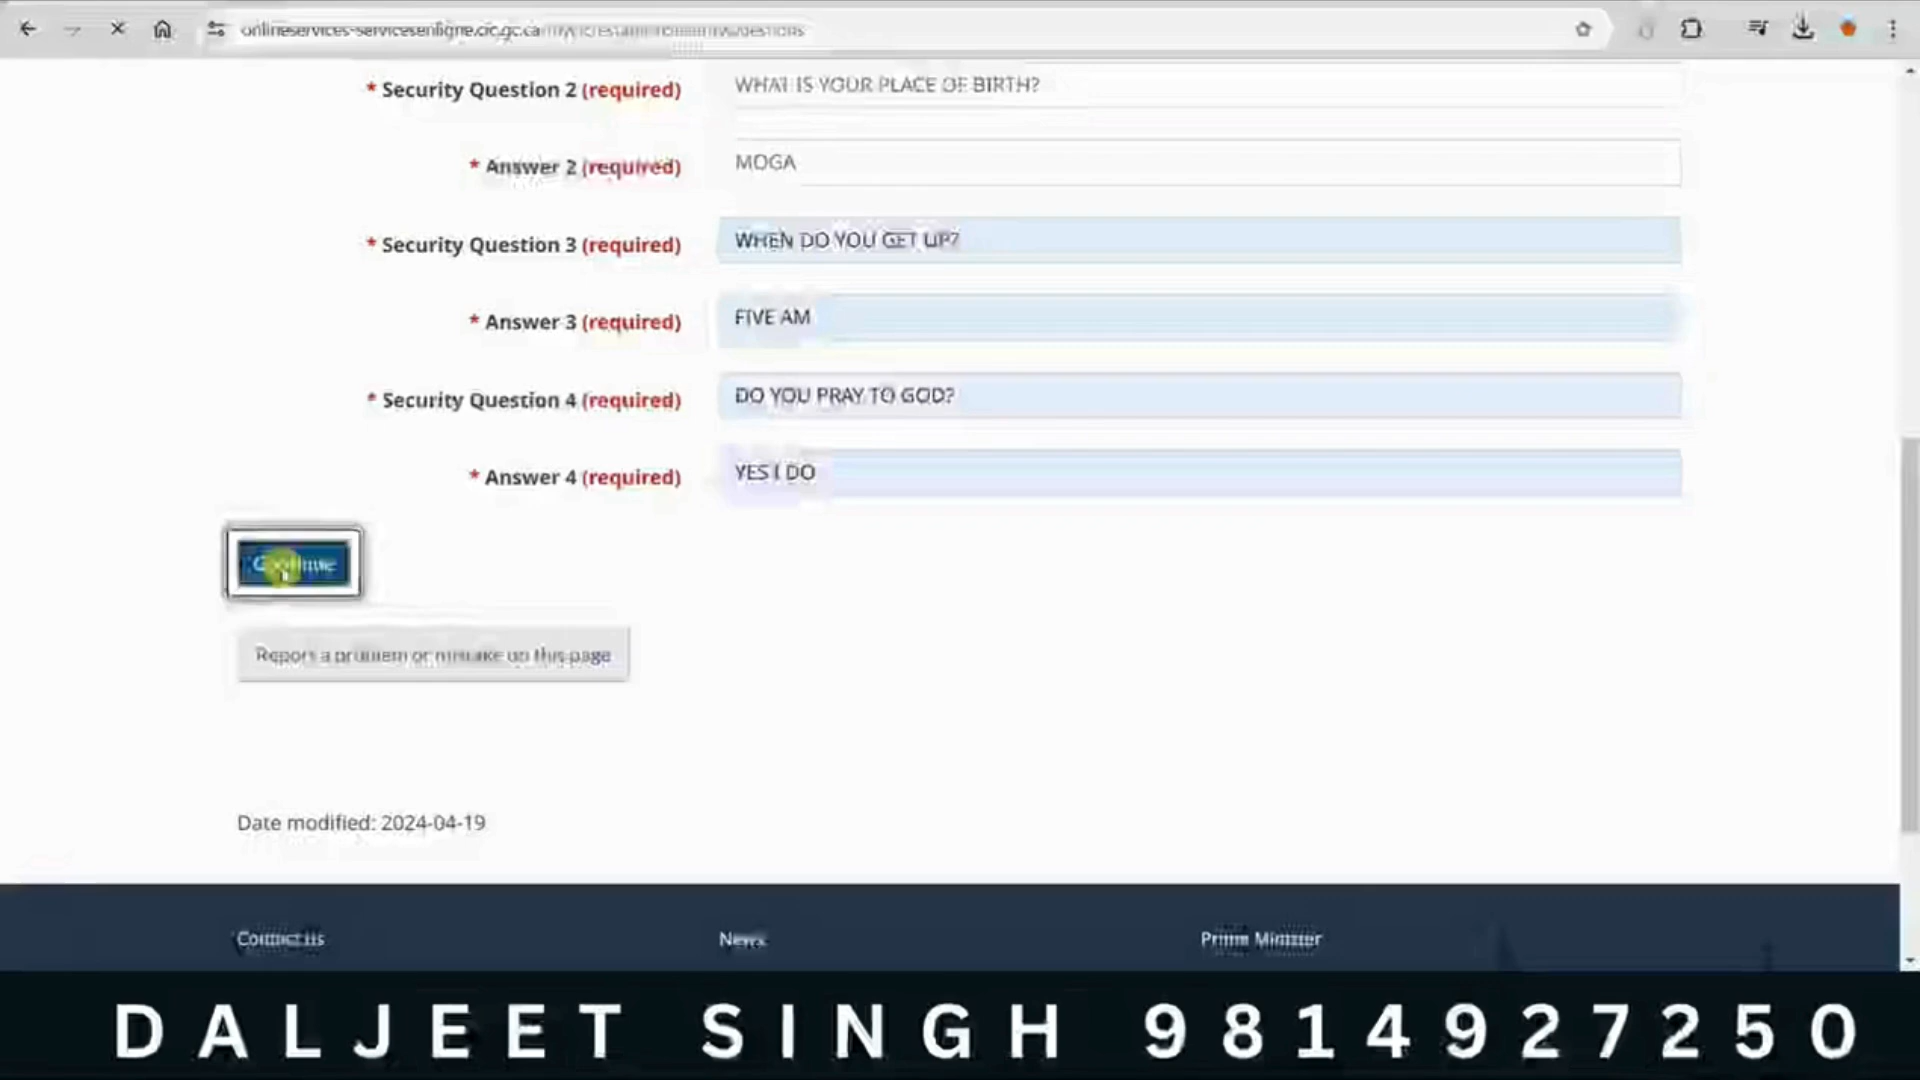 onlineservices-servicesenligne.cic.gc.ca
* Security Question 2 (required) WHAT IS YOUR PLACE OF BIRTH?
* Answer 2 (required) MOGA
* Security Question 3 (required) WHEN DO YOU GET UP?
* Answer 3 (required) FIVE AM
* Security Question 4 (required) DO YOU PRAY TO GOD?
* Answer 4 (required) YES I DO
Continue
Report a problem or mistake on this page
Date modified: 2024-04-19
Contact us News Prime Minister
DALJEET SINGH 9814927250